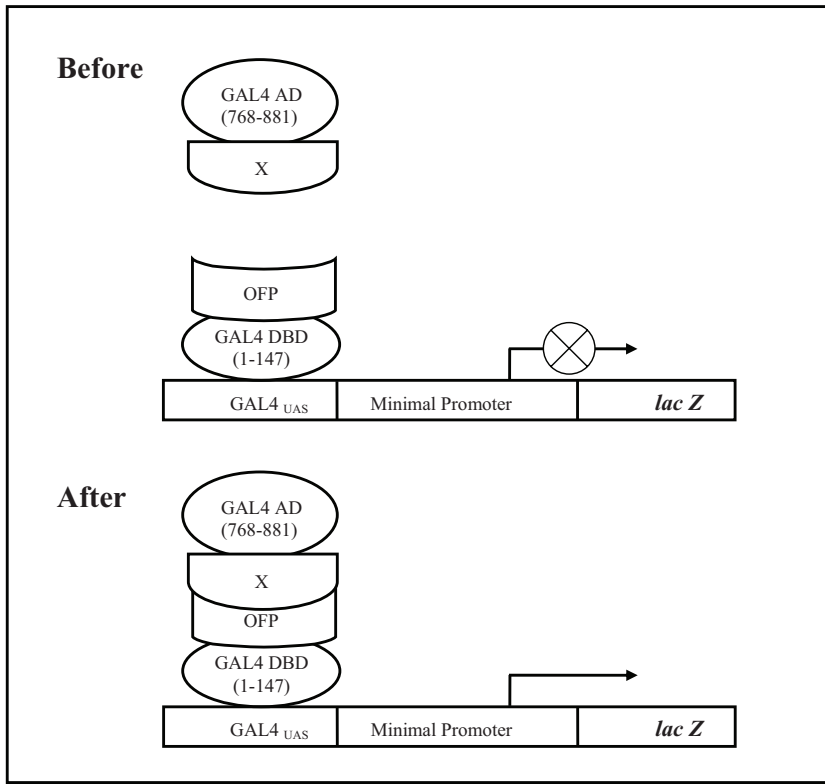 Before
GAL4 AD
(768-881)
X
OFP
GAL4 DBD
(1-147)
GAL4 UAS Minimal Promoter lac Z
After
GAL4 AD
(768-881)
X
OFP
GAL4 DBD
(1-147)
GAL4 UAS Minimal Promoter lac Z